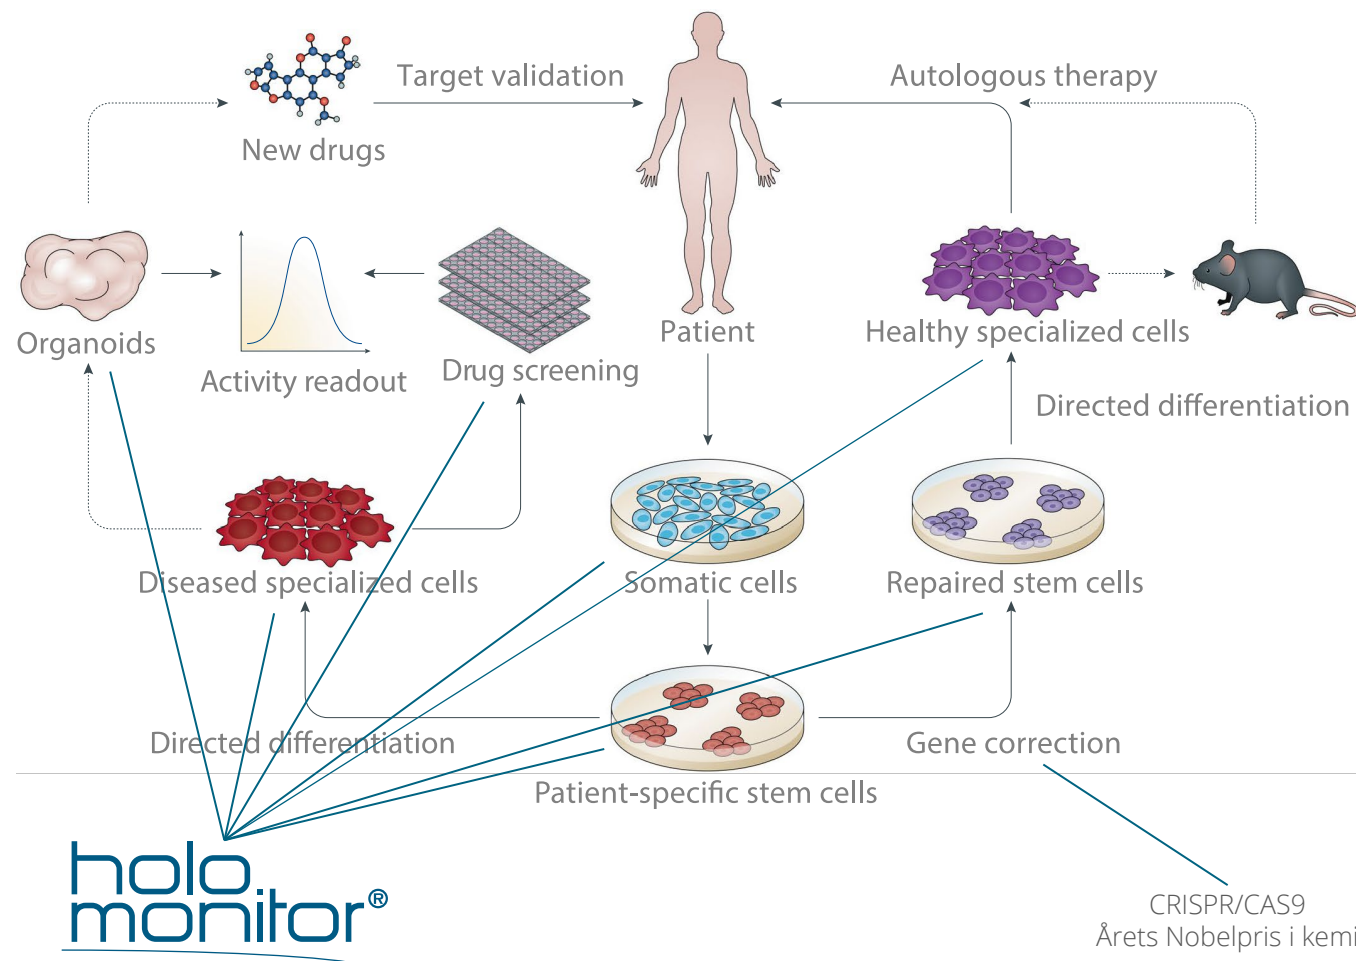 Target validation
Autologous therapy
New drugs
Organoids
Activity readout
Drug screening
Patient
Healthy specialized cells
Directed differentiation
Diseased specialized cells
Somatic cells
Repaired stem cells
Directed differentiation
Gene correction
Patient-specific stem cells
holo
monitor®
CRISPR/CAS9
Årets Nobelpris i kemi